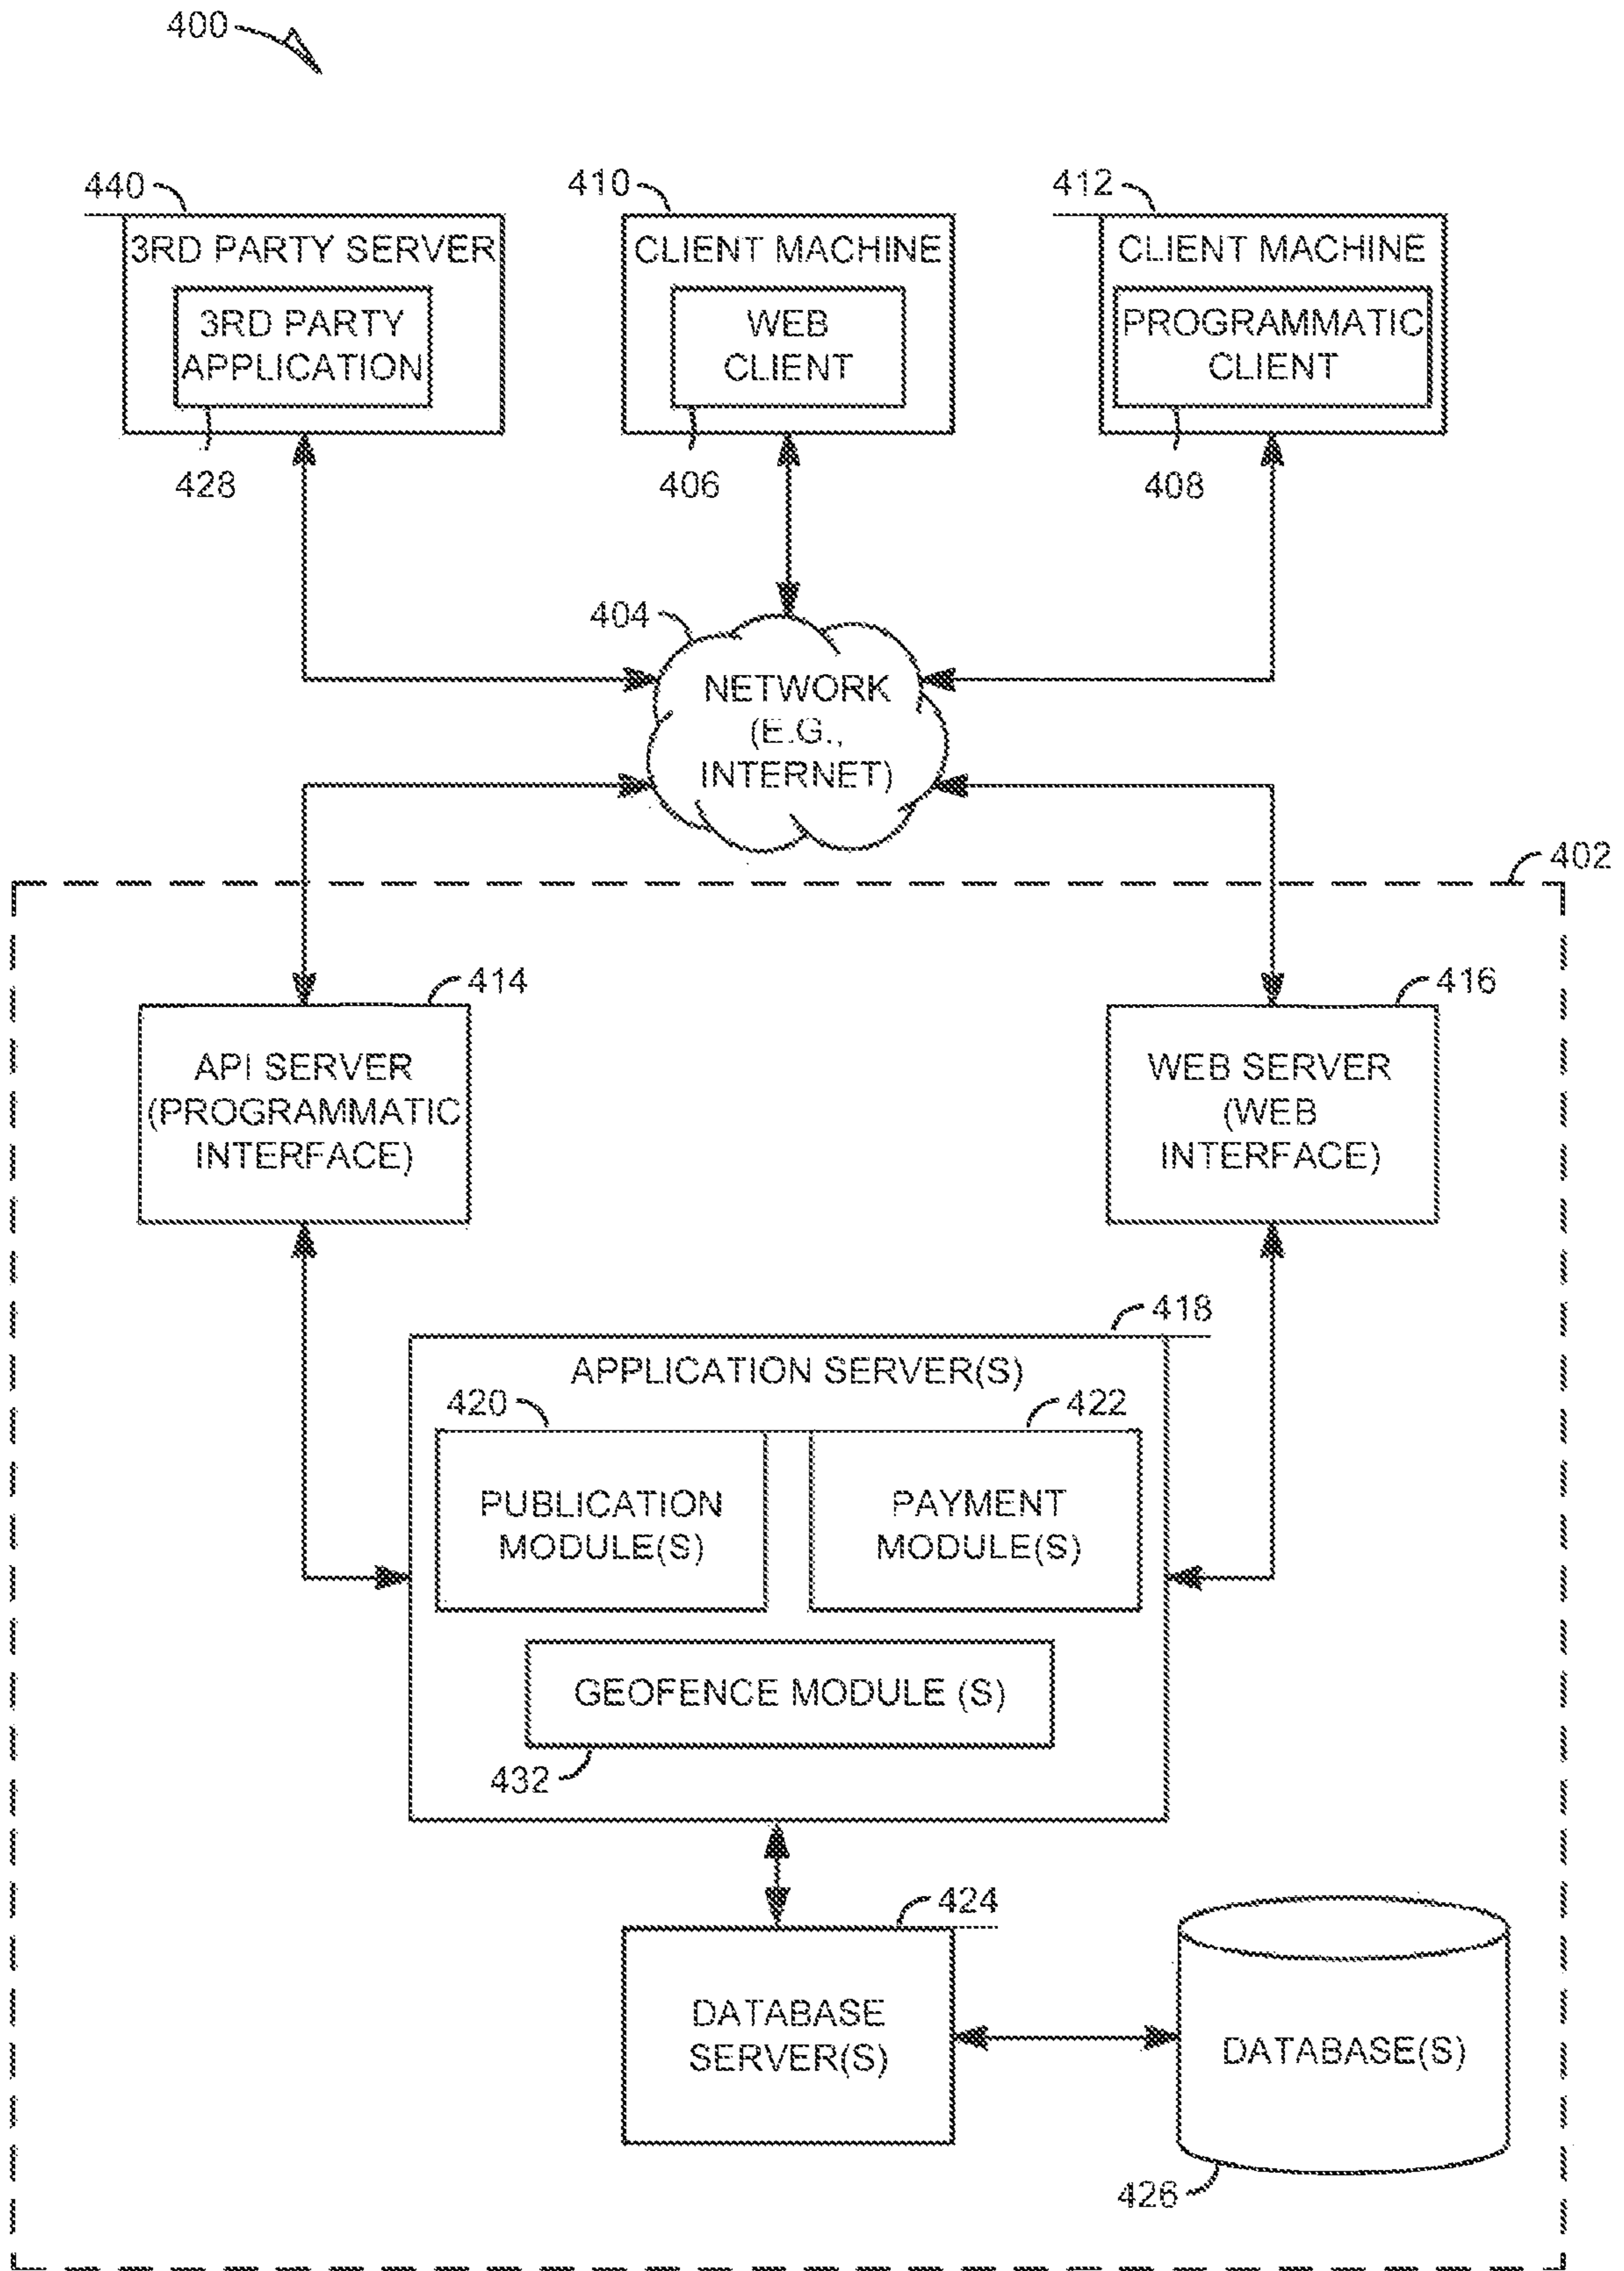 400
440
410
412
3RD PARTY SERVER
3RD PARTY
APPLICATION
428
CLIENT MACHINE
WEB
CLIENT
406
CLIENT MACHINE
PROGRAMMATIC
CLIENT
408
404
NETWORK
(E.G.,
INTERNET)
402
414
API SERVER
(PROGRAMMATIC
INTERFACE)
416
WEB SERVER
(WEB
INTERFACE)
418
APPLICATION SERVER(S)
420
PUBLICATION
MODULE(S)
422
PAYMENT
MODULE(S)
GEOFENCE MODULE (S)
432
424
DATABASE
SERVER(S)
DATABASE(S)
426